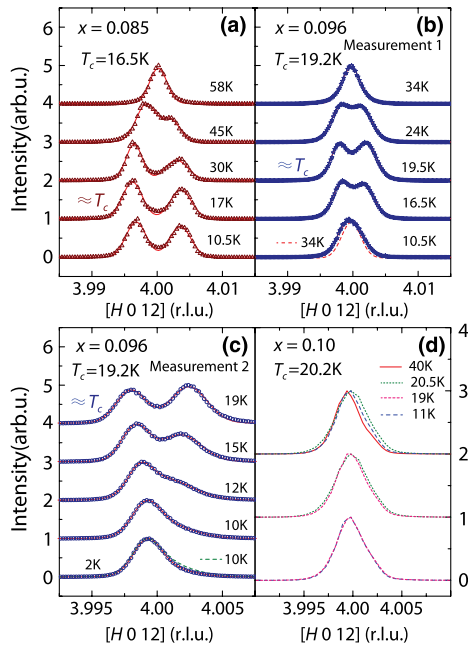 x = 0.085
(a)
Tc=16.5K
58K
45K
30K
≈Tc
17K
10.5K
Intensity(arb.u.)
6
5
4
3
2
1
0
3.99
4.00
4.01
[H 0 12] (r.l.u.)
x = 0.096
(b)
Tc=19.2K
Measurement 1
34K
24K
≈Tc
19.5K
16.5K
34K
10.5K
3.99
4.00
4.01
[H 0 12] (r.l.u.)
x = 0.096
(c)
Tc=19.2K
Measurement 2
≈Tc
19K
15K
12K
10K
2K
10K
Intensity(arb.u.)
6
5
4
3
2
1
0
3.995
4.00
4.005
[H 0 12] (r.l.u.)
x = 0.10
(d)
Tc=20.2K
40K
20.5K
19K
11K
4
3
2
1
0
3.995
4.00
4.005
[H 0 12] (r.l.u.)